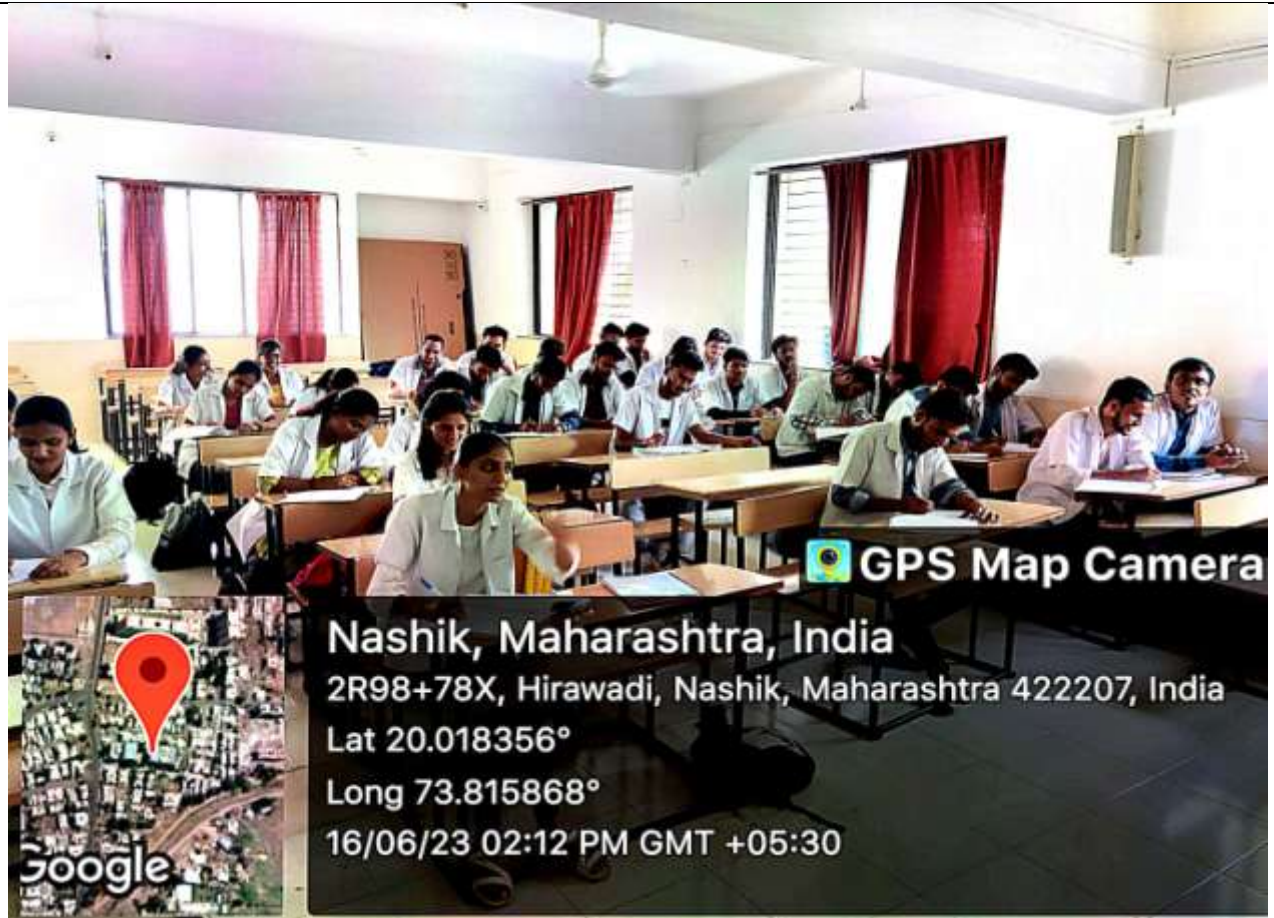 GPS Map Camera
Nashik, Maharashtra, India
2R98+78X, Hirawadi, Nashik, Maharashtra 422207, India
Lat 20.018356°
Long 73.815868°
16/06/23 02:12 PM GMT +05:30
Google